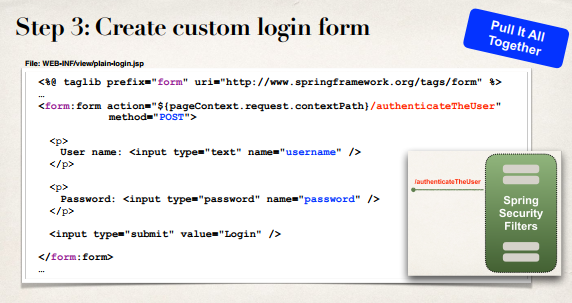 Step 3: Create custom login form
Pull It All
Together
File: WEB-INF/view/plain-login.jsp
<%@ taglib prefix="form" uri="http://www.springframework.org/tags/form" %>
…
<form:form action="${pageContext.request.contextPath}/authenticateTheUser"
method="POST">
<p>
User name: <input type="text" name="username" />
</p>
<p>
Password: <input type="password" name="password" />
</p>
<input type="submit" value="Login" />
</form:form>
…
/authenticateTheUser
Spring
Security
Filters